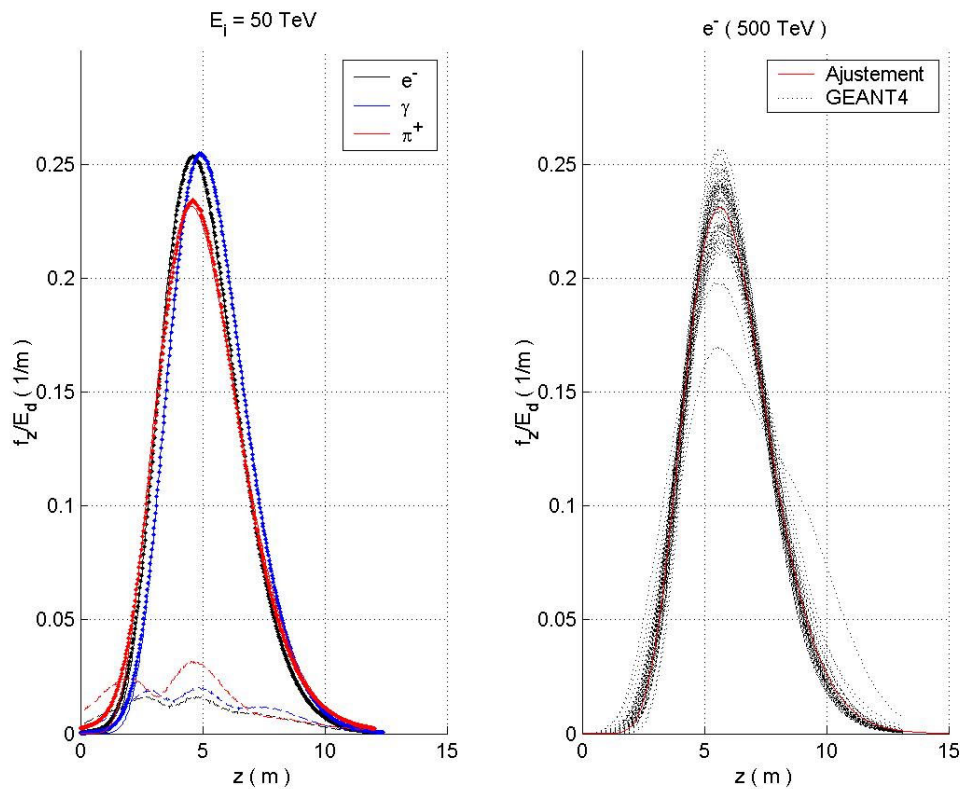 E_i = 50 TeV
e^-
γ
π^+
f_z/E_d ( 1/m )
0.25
0.2
0.15
0.1
0.05
0
0
5
10
15
z ( m )
e^- ( 500 TeV )
Ajustement
GEANT4
f_z/E_d ( 1/m )
0.25
0.2
0.15
0.1
0.05
0
0
5
10
15
z ( m )